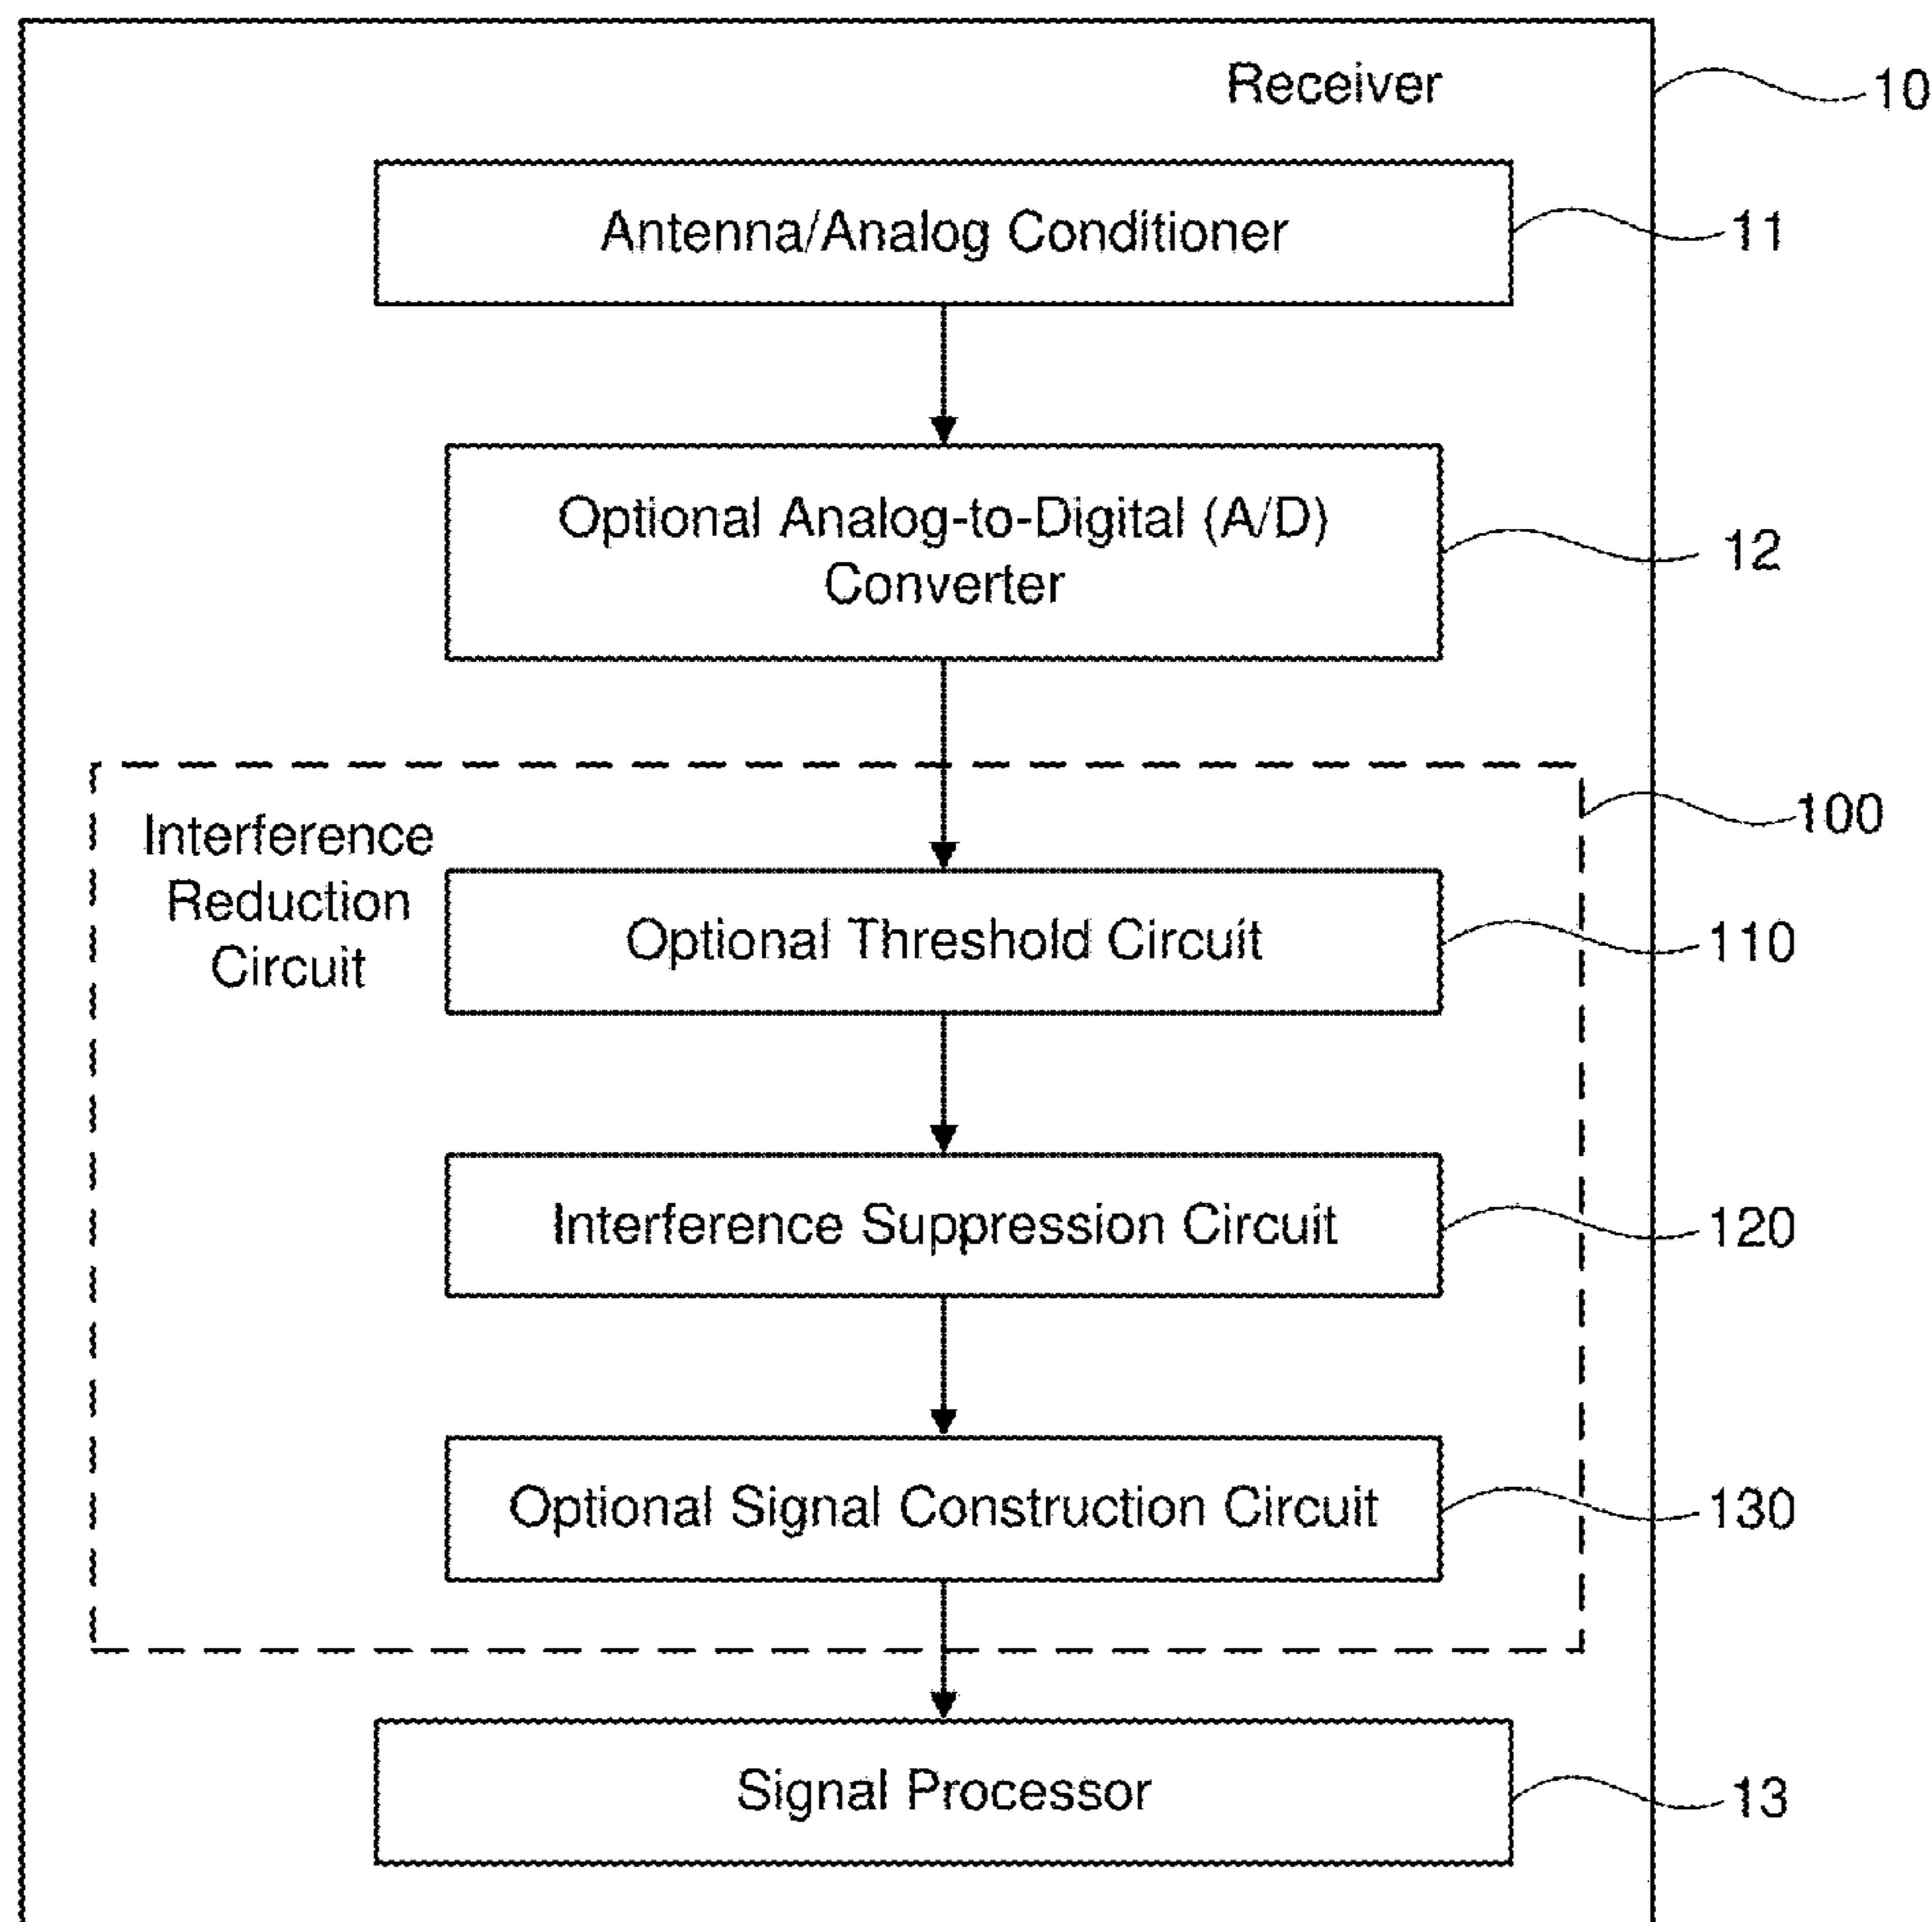 Receiver
10
Antenna/Analog Conditioner
11
Optional Analog-to-Digital (A/D)
Converter
12
Interference
Reduction
Circuit
100
Optional Threshold Circuit
110
Interference Suppression Circuit
120
Optional Signal Construction Circuit
130
Signal Processor
13